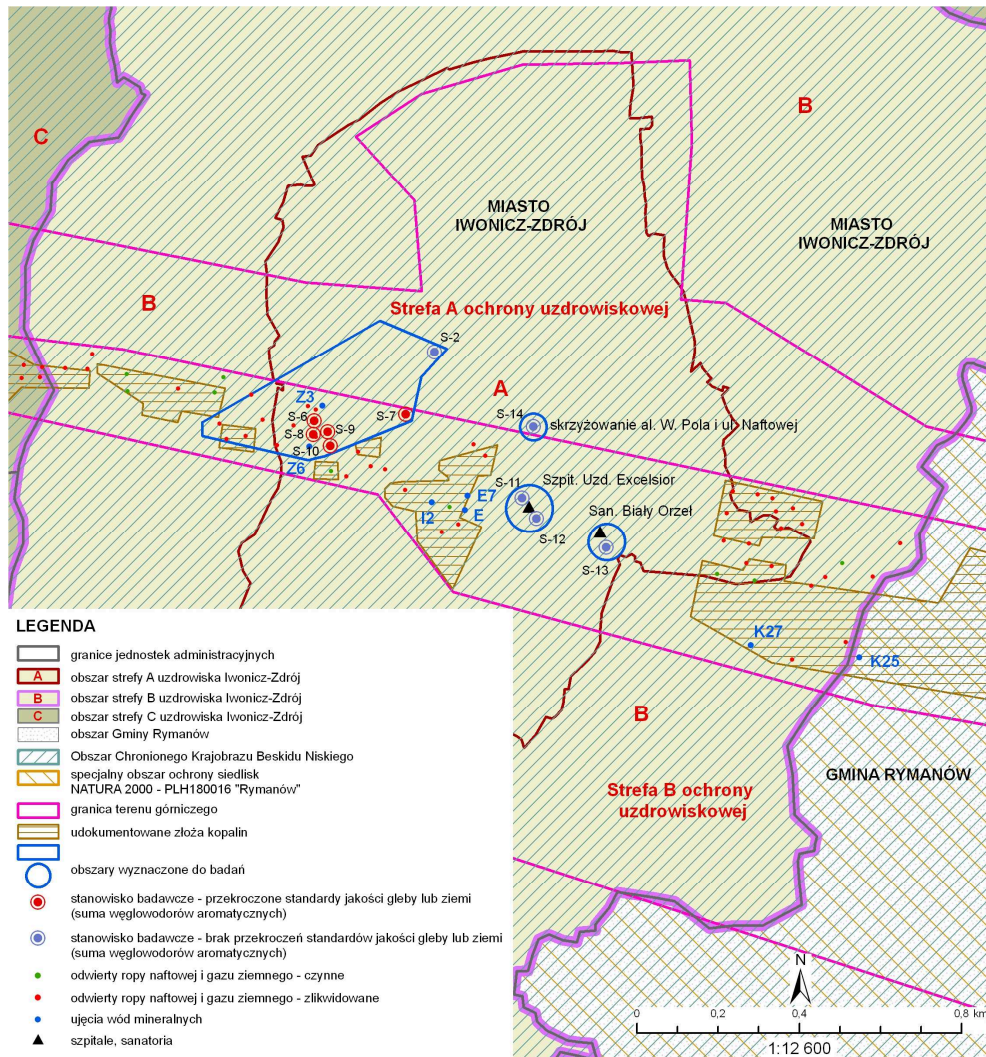 B
C
MIASTO
IWONICZ-ZDRÓJ
MIASTO
IWONICZ-ZDRÓJ
B
Strefa A ochrony uzdrowiskowej
S-2
A
Z3
S-6
S-7
S-14
skrzyżowanie al. W. Pola i ul. Naftowej
S-9
S-8
S-10
Z6
S-11
Szpit. Uzd. Excelsior
E7
I2
E
San. Biały Orzeł
S-12
S-13
K27
K25
B
GMINA RYMANÓW
Strefa B ochrony
uzdrowiskowej
LEGENDA
granice jednostek administracyjnych
A obszar strefy A uzdrowiska Iwonicz-Zdrój
B obszar strefy B uzdrowiska Iwonicz-Zdrój
C obszar strefy C uzdrowiska Iwonicz-Zdrój
obszar Gminy Rymanów
Obszar Chronionego Krajobrazu Beskidu Niskiego
specjalny obszar ochrony siedlisk
NATURA 2000 - PLH180016 "Rymanów"
granica terenu górniczego
udokumentowane złoża kopalin
obszary wyznaczone do badań
stanowisko badawcze - przekroczone standardy jakości gleby lub ziemi
(suma węglowodorów aromatycznych)
stanowisko badawcze - brak przekroczeń standardów jakości gleby lub ziemi
(suma węglowodorów aromatycznych)
odwierty ropy naftowej i gazu ziemnego - czynne
odwierty ropy naftowej i gazu ziemnego - zlikwidowane
ujęcia wód mineralnych
szpitale, sanatoria
N
0 0,2 0,4 0,8 km
1:12 600